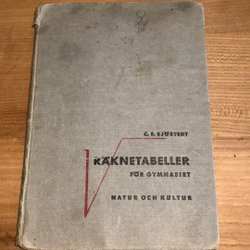 C. E. SJÖSTEDT
RÄKNETABELLER
FÖR GYMNASIET
NATUR OCH KULTUR